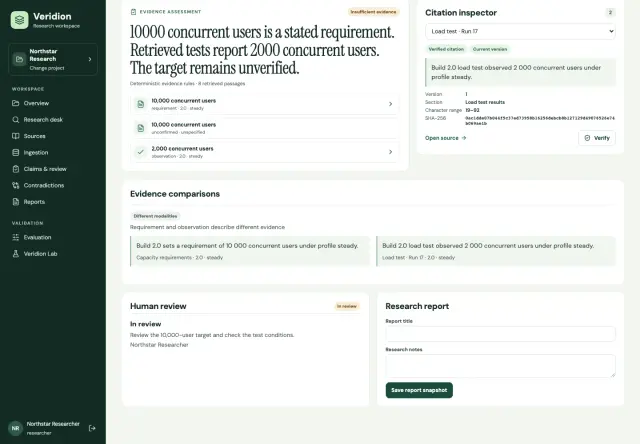 Veridion
Research workspace
Northstar Research
Change project
WORKSPACE
Overview
Research desk
Sources
Ingestion
Claims & review
Contradictions
Reports
VALIDATION
Evaluation
Veridion Lab
NR
Northstar Researcher
researcher
EVIDENCE ASSESSMENT
Insufficient evidence
10000 concurrent users is a stated requirement.
Retrieved tests report 2000 concurrent users.
The target remains unverified.
Deterministic evidence rules · 8 retrieved passages
10,000 concurrent users
requirement · 2.0 · steady
10,000 concurrent users
unconfirmed · unspecified
2,000 concurrent users
observation · 2.0 · steady
Citation inspector
2
Load test · Run 17
Verified citation
Current version
Build 2.0 load test observed 2 000 concurrent users under
profile steady.
Version 1
Section Load test results
Character range 19–93
SHA-256
Open source →
Verify
Evidence comparisons
Different modalities
Requirement and observation describe different evidence
Build 2.0 sets a requirement of 10 000 concurrent users under profile steady.
Capacity requirements · 2.0 · steady
Build 2.0 load test observed 2 000 concurrent users under profile steady.
Load test · Run 17 · 2.0 · steady
Human review
In review
In review
Review the 10,000-user target and check the test conditions.
Northstar Researcher
Research report
Report title
Research notes
Save report snapshot